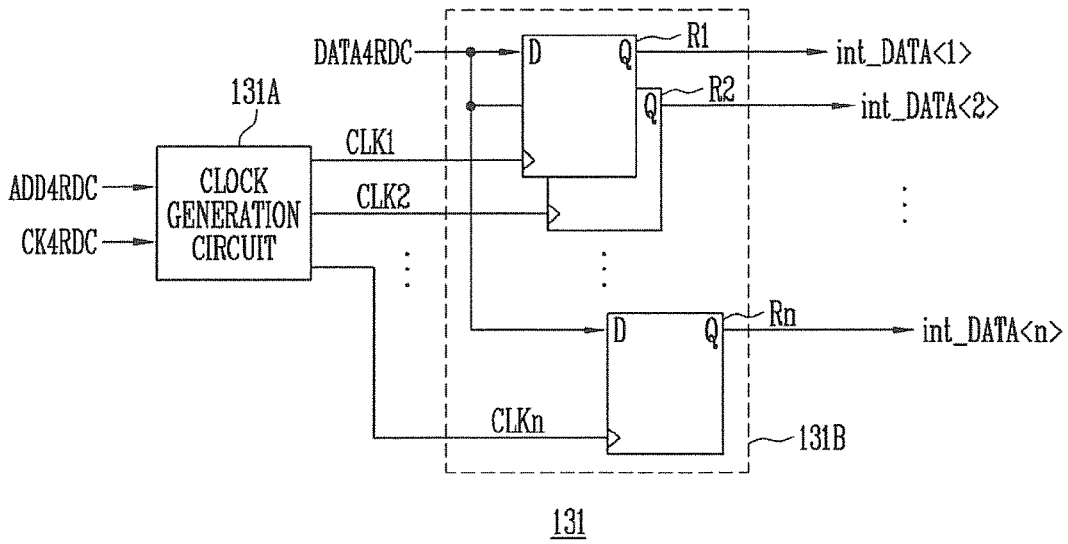 DATA4RDC
D
Q
R1
int_DATA<1>
Q
R2
int_DATA<2>
131A
CLOCK
GENERATION
CIRCUIT
ADD4RDC
CK4RDC
CLK1
CLK2
D
Q
Rn
int_DATA<n>
CLKn
131B
131